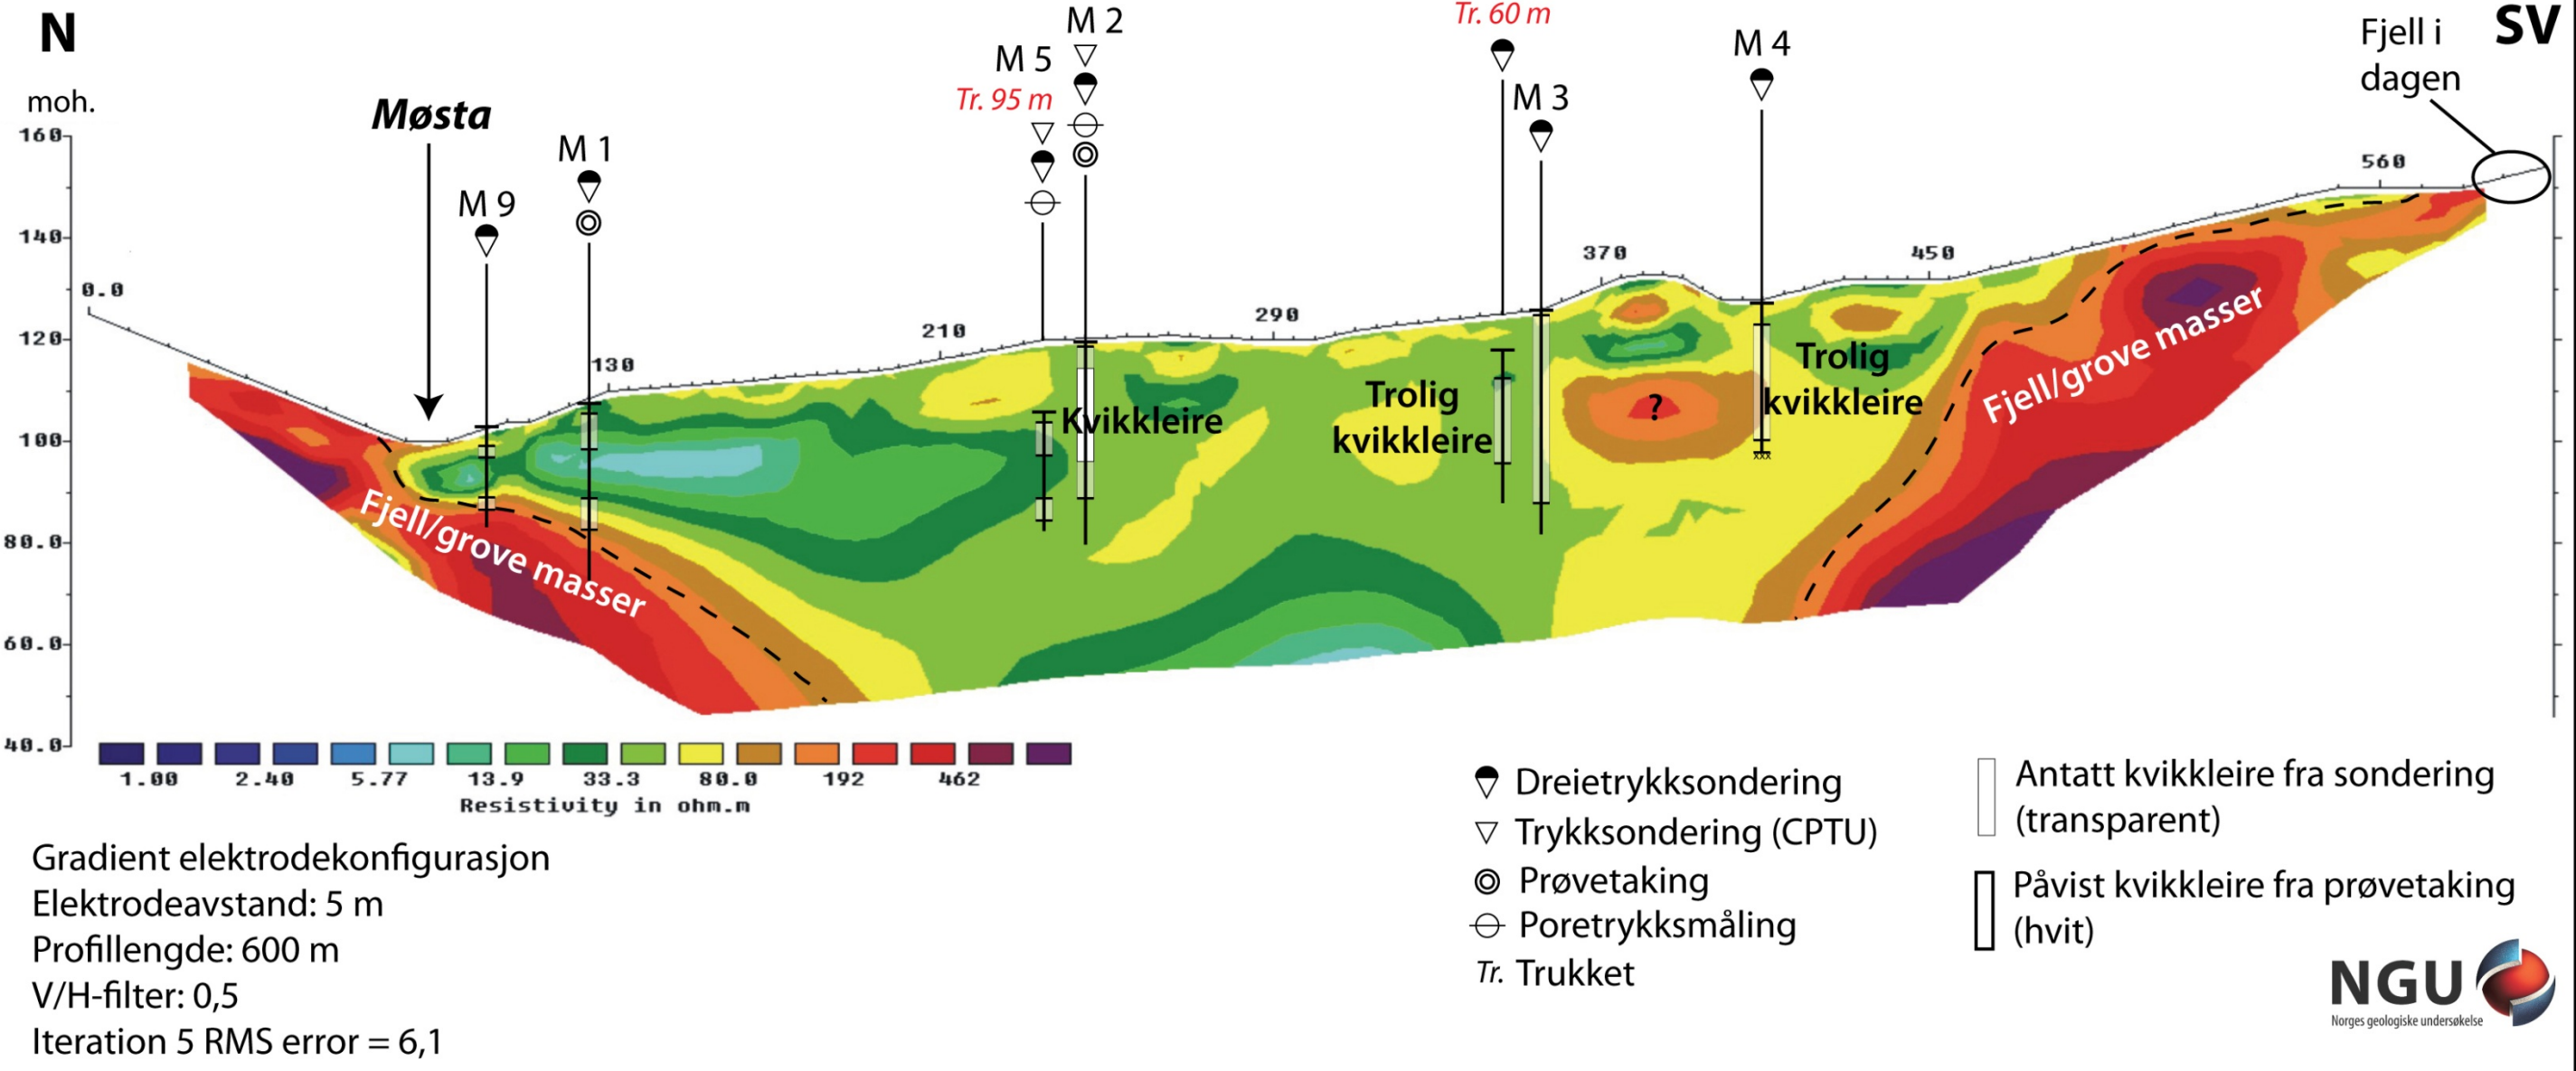 N
SV
moh.
160
140
120
100
80.0
60.0
40.0
0.0
Møsta
M 9
M 1
130
210
M 5
Tr. 95 m
M 2
290
Tr. 60 m
M 3
370
M 4
450
560
Fjell i
dagen
Fjell/grove masser
Kvikkleire
Trolig
kvikkleire
?
Trolig
kvikkleire
Fjell/grove masser
1.00 2.40 5.77 13.9 33.3 80.0 192 462
Resistivity in ohm.m
Gradient elektrodekonfigurasjon
Elektrodeavstand: 5 m
Profillengde: 600 m
V/H-filter: 0,5
Iteration 5 RMS error = 6,1
Dreietrykksondering
Trykksondering (CPTU)
Prøvetaking
Poretrykksmåling
Tr. Trukket
Antatt kvikkleire fra sondering
(transparent)
Påvist kvikkleire fra prøvetaking
(hvit)
NGU
Norges geologiske undersøkelse